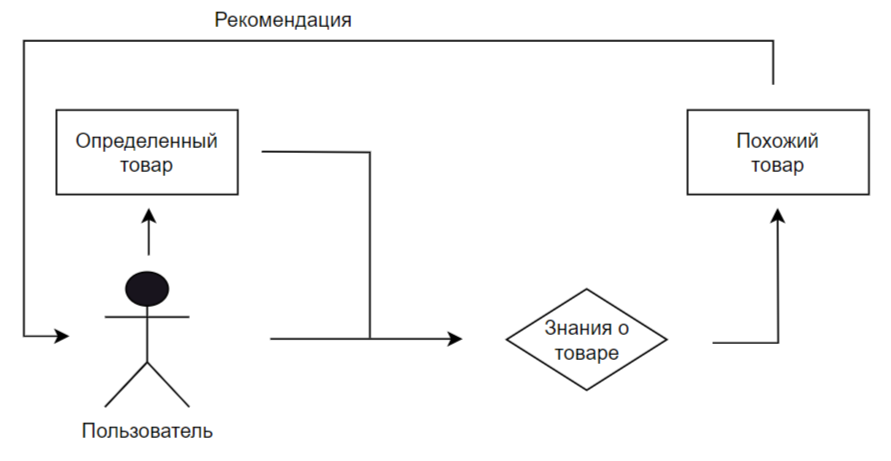 Рекомендация
Определенный
товар
Похожий
товар
Знания о
товаре
Пользователь